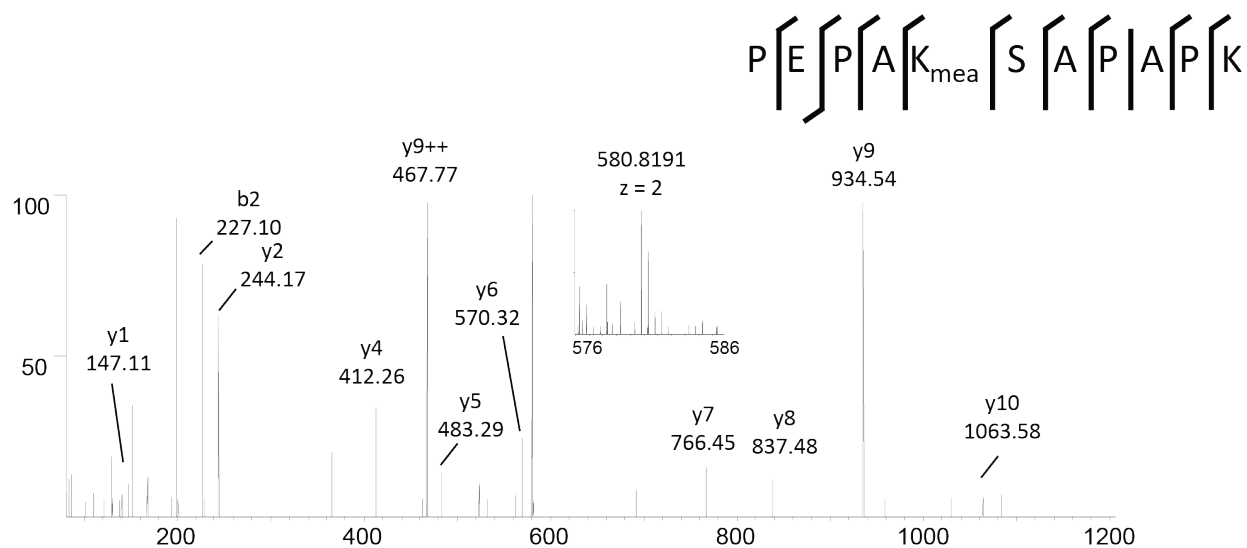 PEPAKmeaSAPAPK
y9++
467.77
580.8191
z = 2
y9
934.54
100
b2
227.10
y2
244.17
y6
570.32
y1
147.11
y4
412.26
576
586
50
y5
483.29
y7
766.45
y8
837.48
y10
1063.58
200
400
600
800
1000
1200